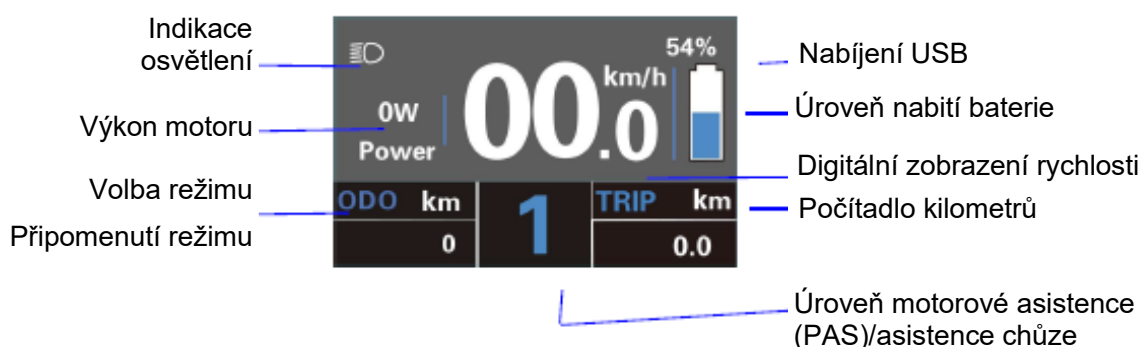 Indikace
osvětlení
Výkon motoru
Volba režimu
Připomenutí režimu
54%
km/h
00.0
0W
Power
ODO km
0
1
TRIP km
0.0
Nabíjení USB
Úroveň nabití baterie
Digitální zobrazení rychlosti
Počítadlo kilometrů
Úroveň motorové asistence
(PAS)/asistence chůze